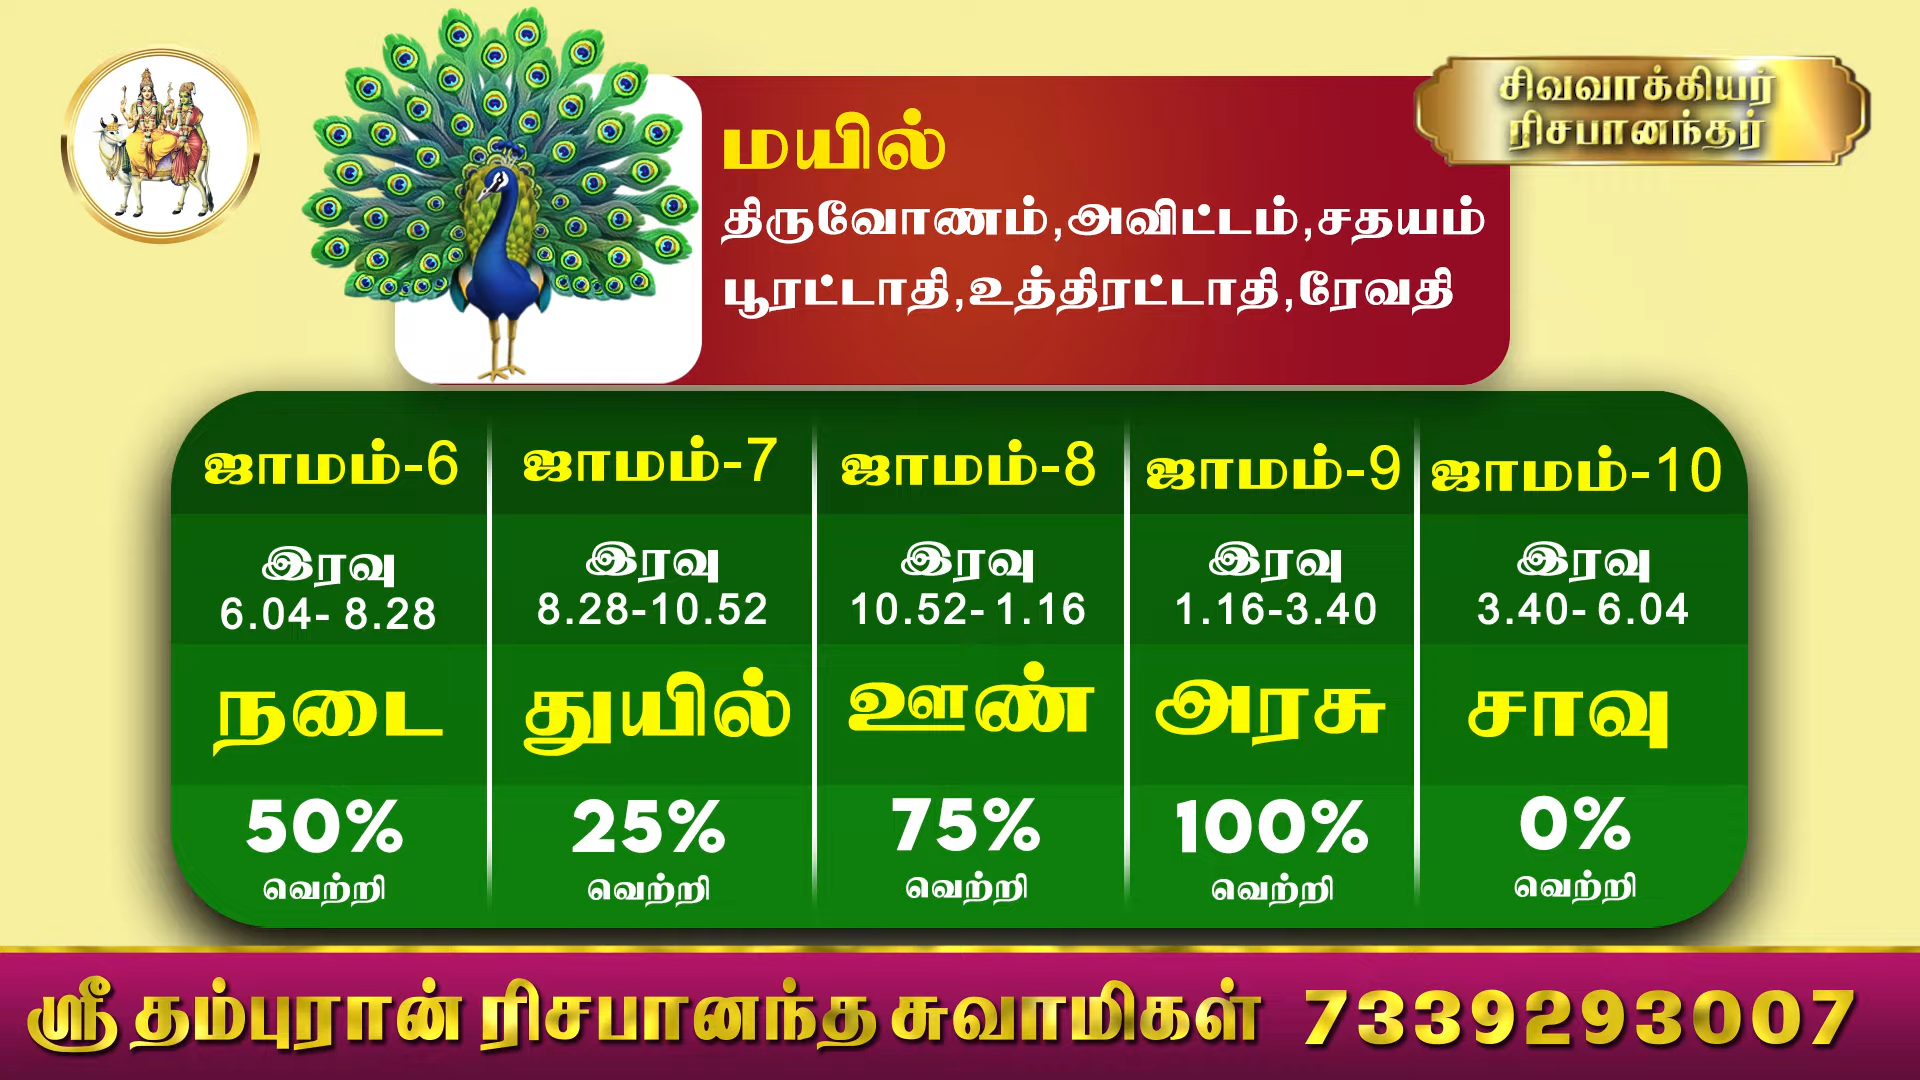 சிவவாக்கியர்
ரிசபானந்தர்
மயில்
திருவோணம்,அவிட்டம்,சதயம்
பூரட்டாதி,உத்திரட்டாதி,ரேவதி
ஜாமம்-6 ஜாமம்-7 ஜாமம்-8 ஜாமம்-9 ஜாமம்-10
இரவு இரவு இரவு இரவு இரவு
6.04- 8.28 8.28-10.52 10.52- 1.16 1.16-3.40 3.40- 6.04
நடை துயில் ஊண் அரசு சாவு
50% 25% 75% 100% 0%
வெற்றி வெற்றி வெற்றி வெற்றி வெற்றி
ஸ்ரீ தம்புரான் ரிசபானந்த சுவாமிகள் 7339293007